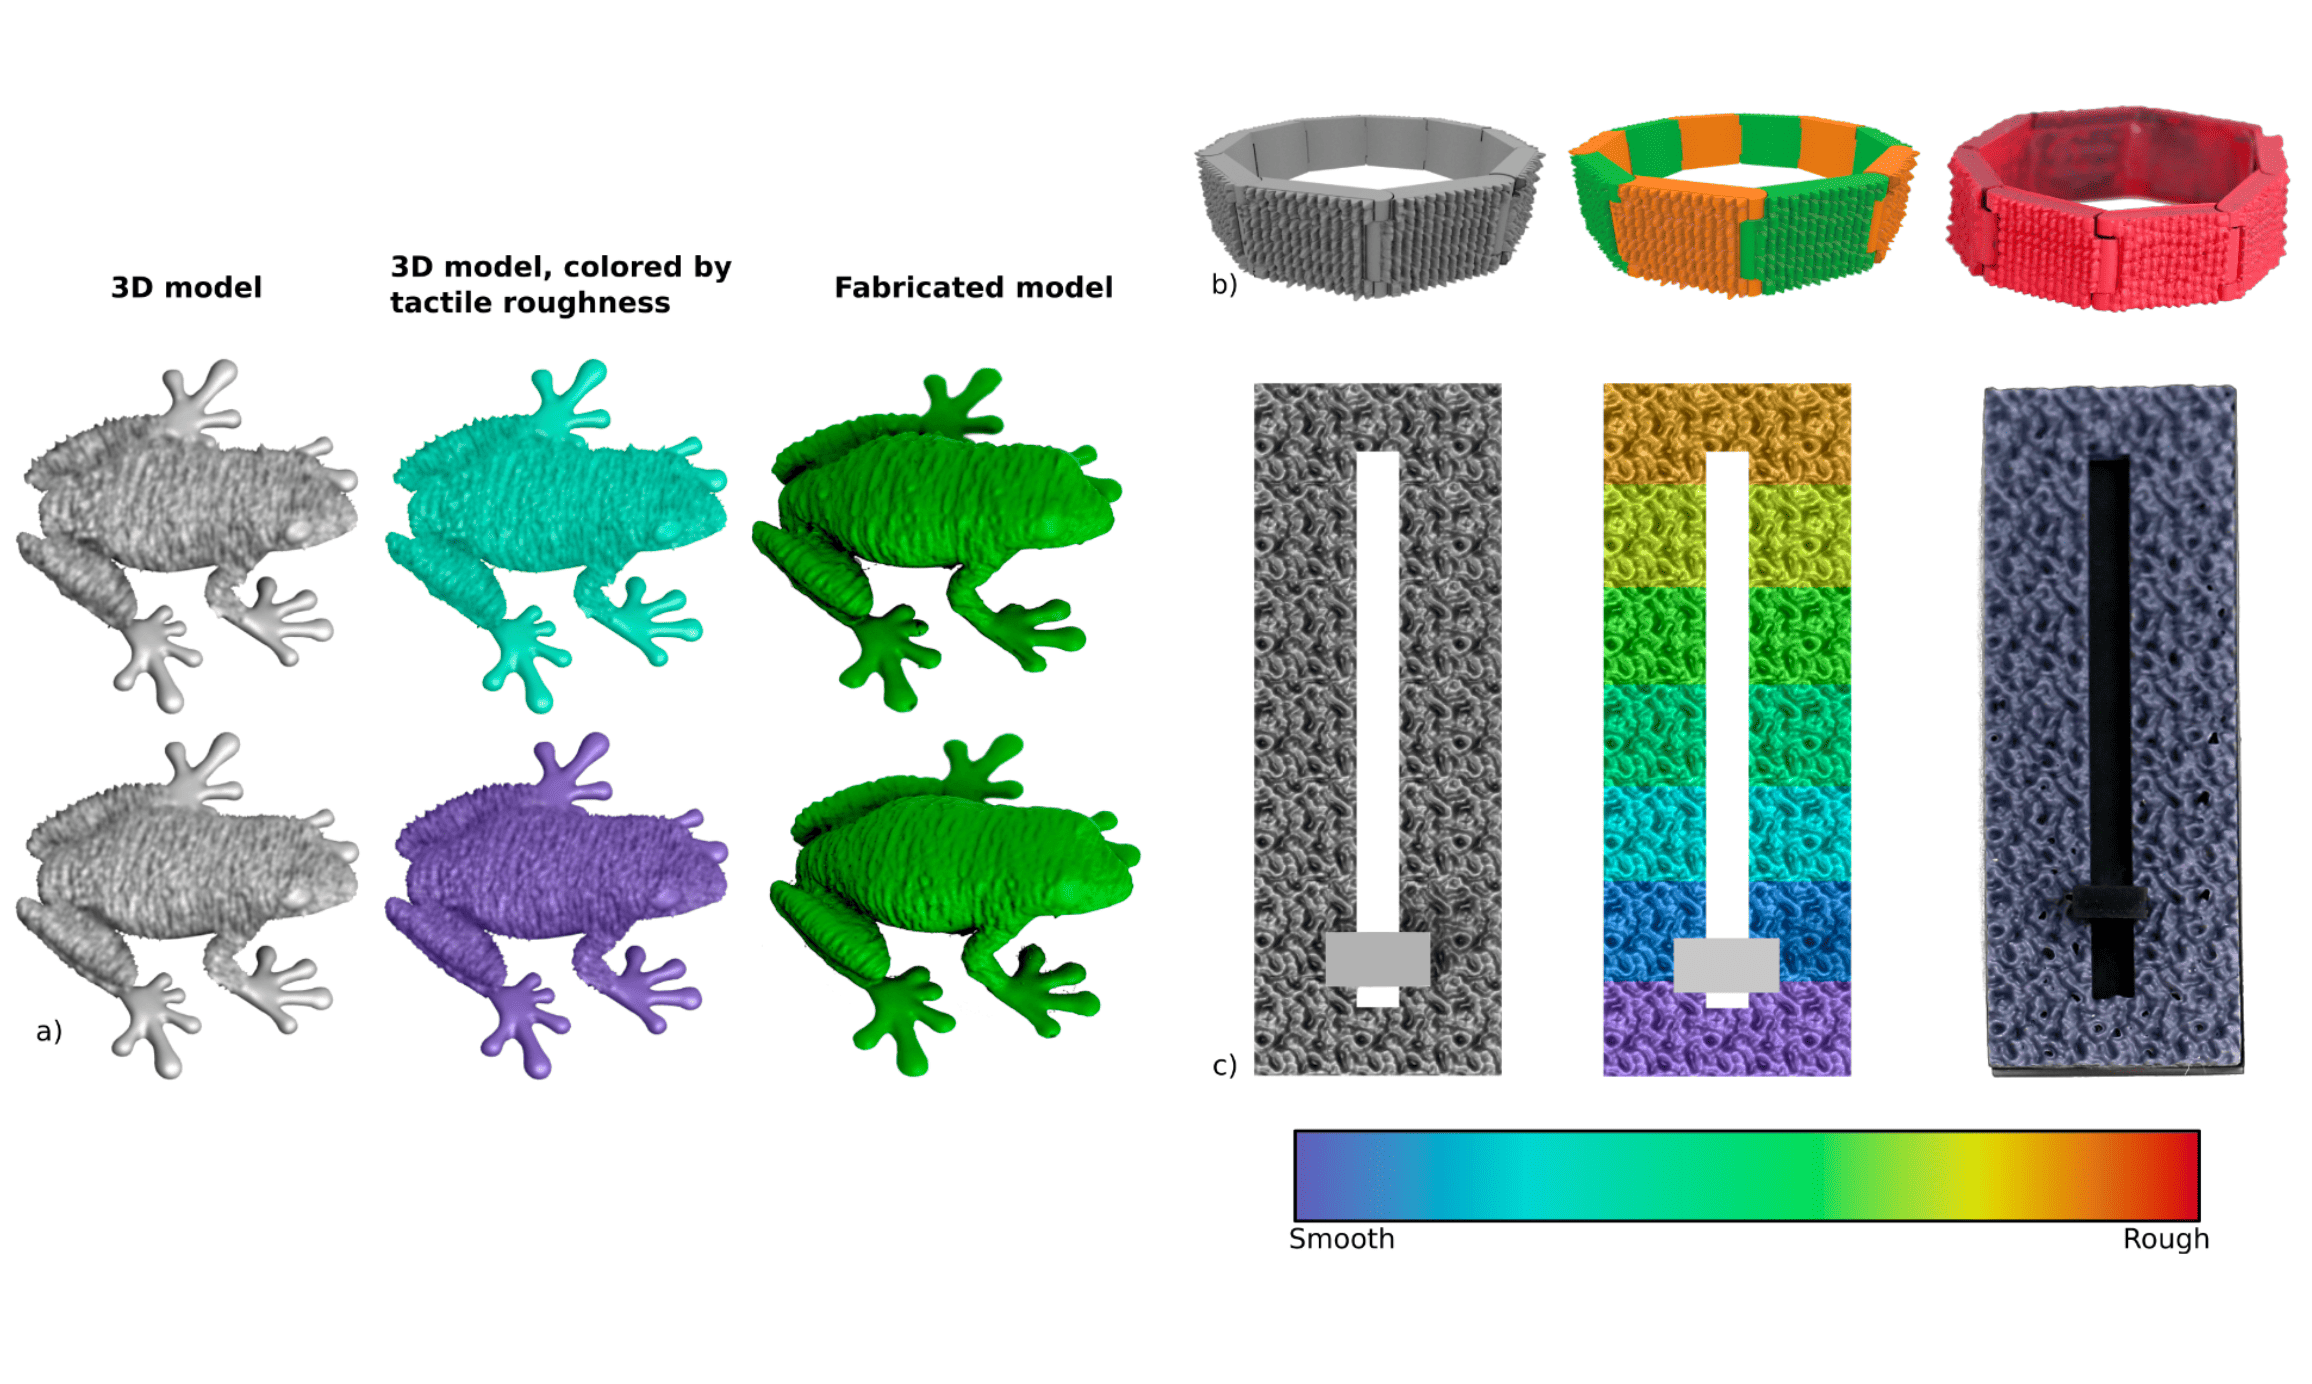 3D model
3D model, colored by
tactile roughness
Fabricated model
a)
b)
c)
Smooth
Rough